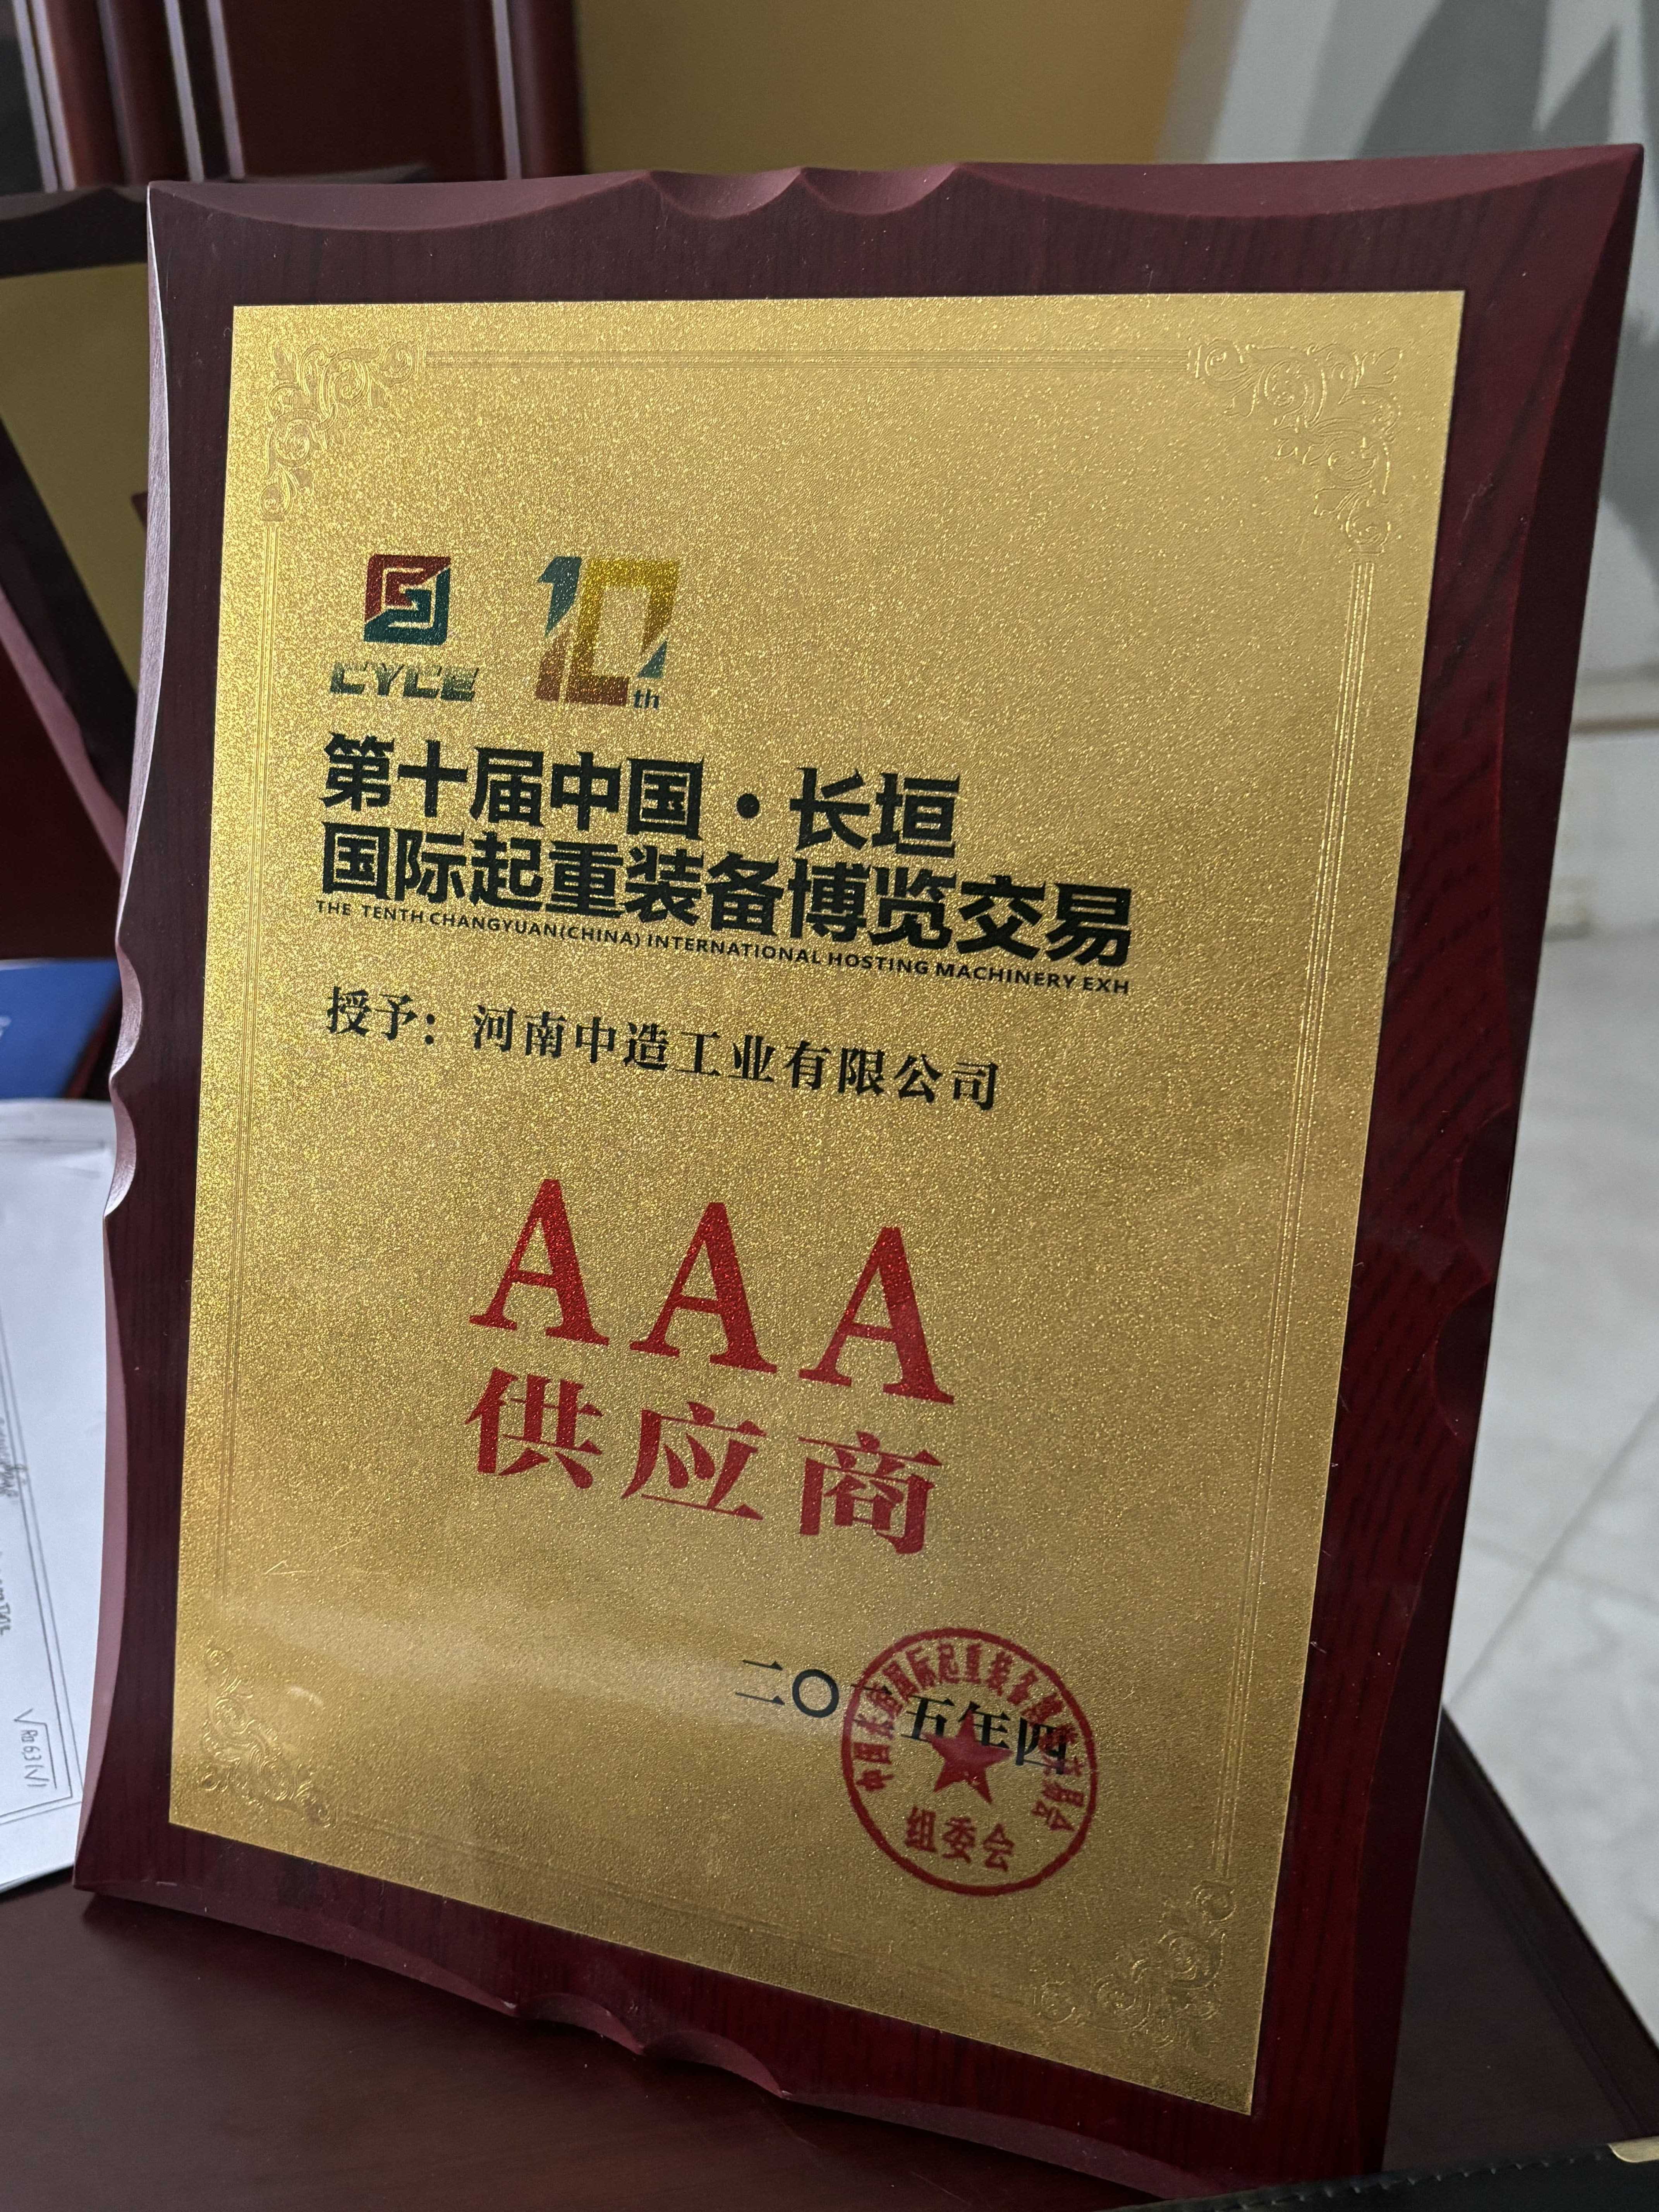 CYCE
10th
第十届中国·长垣
国际起重装备博览交易
THE TENTH CHANGYUAN(CHINA) INTERNATIONAL HOSTING MACHINERY EXH
授予：河南中造工业有限公司
AAA
供应商
二〇二五年四
组委会